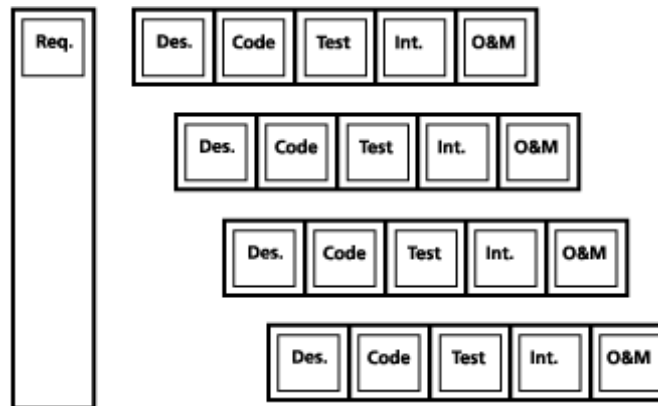 Req. Des. Code Test Int. O&M
Des. Code Test Int. O&M
Des. Code Test Int. O&M
Des. Code Test Int. O&M